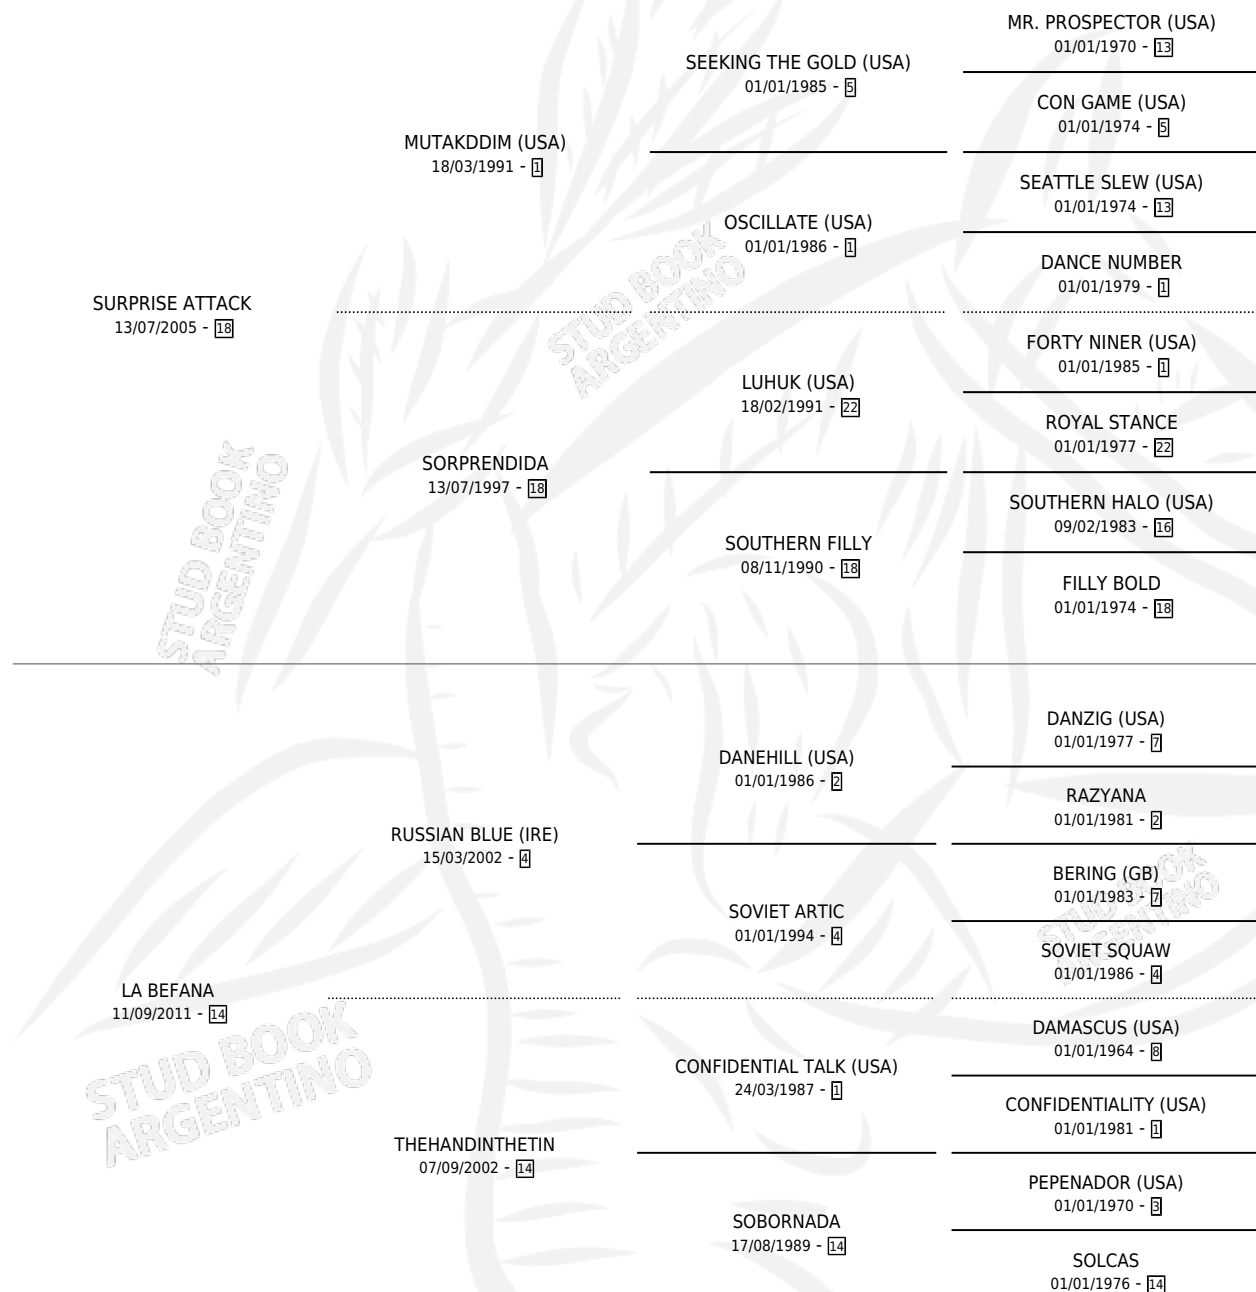 MR. PROSPECTOR (USA)
01/01/1970 - 13
SEEKING THE GOLD (USA)
01/01/1985 - 5
CON GAME (USA)
01/01/1974 - 5
MUTAKDDIM (USA)
18/03/1991 - 1
SEATTLE SLEW (USA)
01/01/1974 - 13
OSCILLATE (USA)
01/01/1986 - 1
DANCE NUMBER
01/01/1979 - 1
STUD BOOK
ARGENTINO
SURPRISE ATTACK
13/07/2005 - 18
FORTY NINER (USA)
01/01/1985 - 1
LUHUK (USA)
18/02/1991 - 22
ROYAL STANCE
01/01/1977 - 22
SORPRENDIDA
13/07/1997 - 18
SOUTHERN HALO (USA)
09/02/1983 - 16
SOUTHERN FILLY
08/11/1990 - 18
FILLY BOLD
01/01/1974 - 18
STUD BOOK
ARGENTINO
DANZIG (USA)
01/01/1977 - 7
DANEHILL (USA)
01/01/1986 - 2
RAZYANA
01/01/1981 - 2
RUSSIAN BLUE (IRE)
15/03/2002 - 4
BERING (GB)
01/01/1983 - 7
SOVIET ARTIC
01/01/1994 - 4
STUD BOOK
ARGENTINO
SOVIET SQUAW
01/01/1986 - 4
LA BEFANA
11/09/2011 - 14
DAMASCUS (USA)
01/01/1964 - 8
CONFIDENTIAL TALK (USA)
24/03/1987 - 1
STUD BOOK
ARGENTINO
CONFIDENTIALITY (USA)
01/01/1981 - 1
THEHANDINTHETIN
07/09/2002 - 14
PEPENADOR (USA)
01/01/1970 - 3
SOBORNADA
17/08/1989 - 14
SOLCAS
01/01/1976 - 14